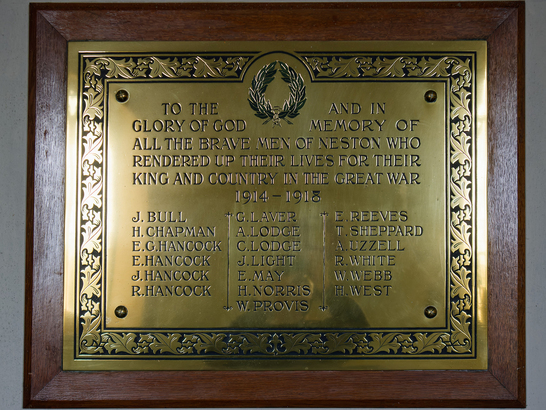 TO THE AND IN
GLORY OF GOD MEMORY OF
ALL THE BRAVE MEN OF NESTON WHO
RENDERED UP THEIR LIVES FOR THEIR
KING AND COUNTRY IN THE GREAT WAR
1914 - 1918
J. BULL
H. CHAPMAN
E.G. HANCOCK
E. HANCOCK
J. HANCOCK
R. HANCOCK
G. LAVER
A. LODGE
C. LODGE
J. LIGHT
E. MAY
H. NORRIS
W. PROVIS
E. REEVES
T. SHEPPARD
A. UZZELL
R. WHITE
W. WEBB
H. WEST